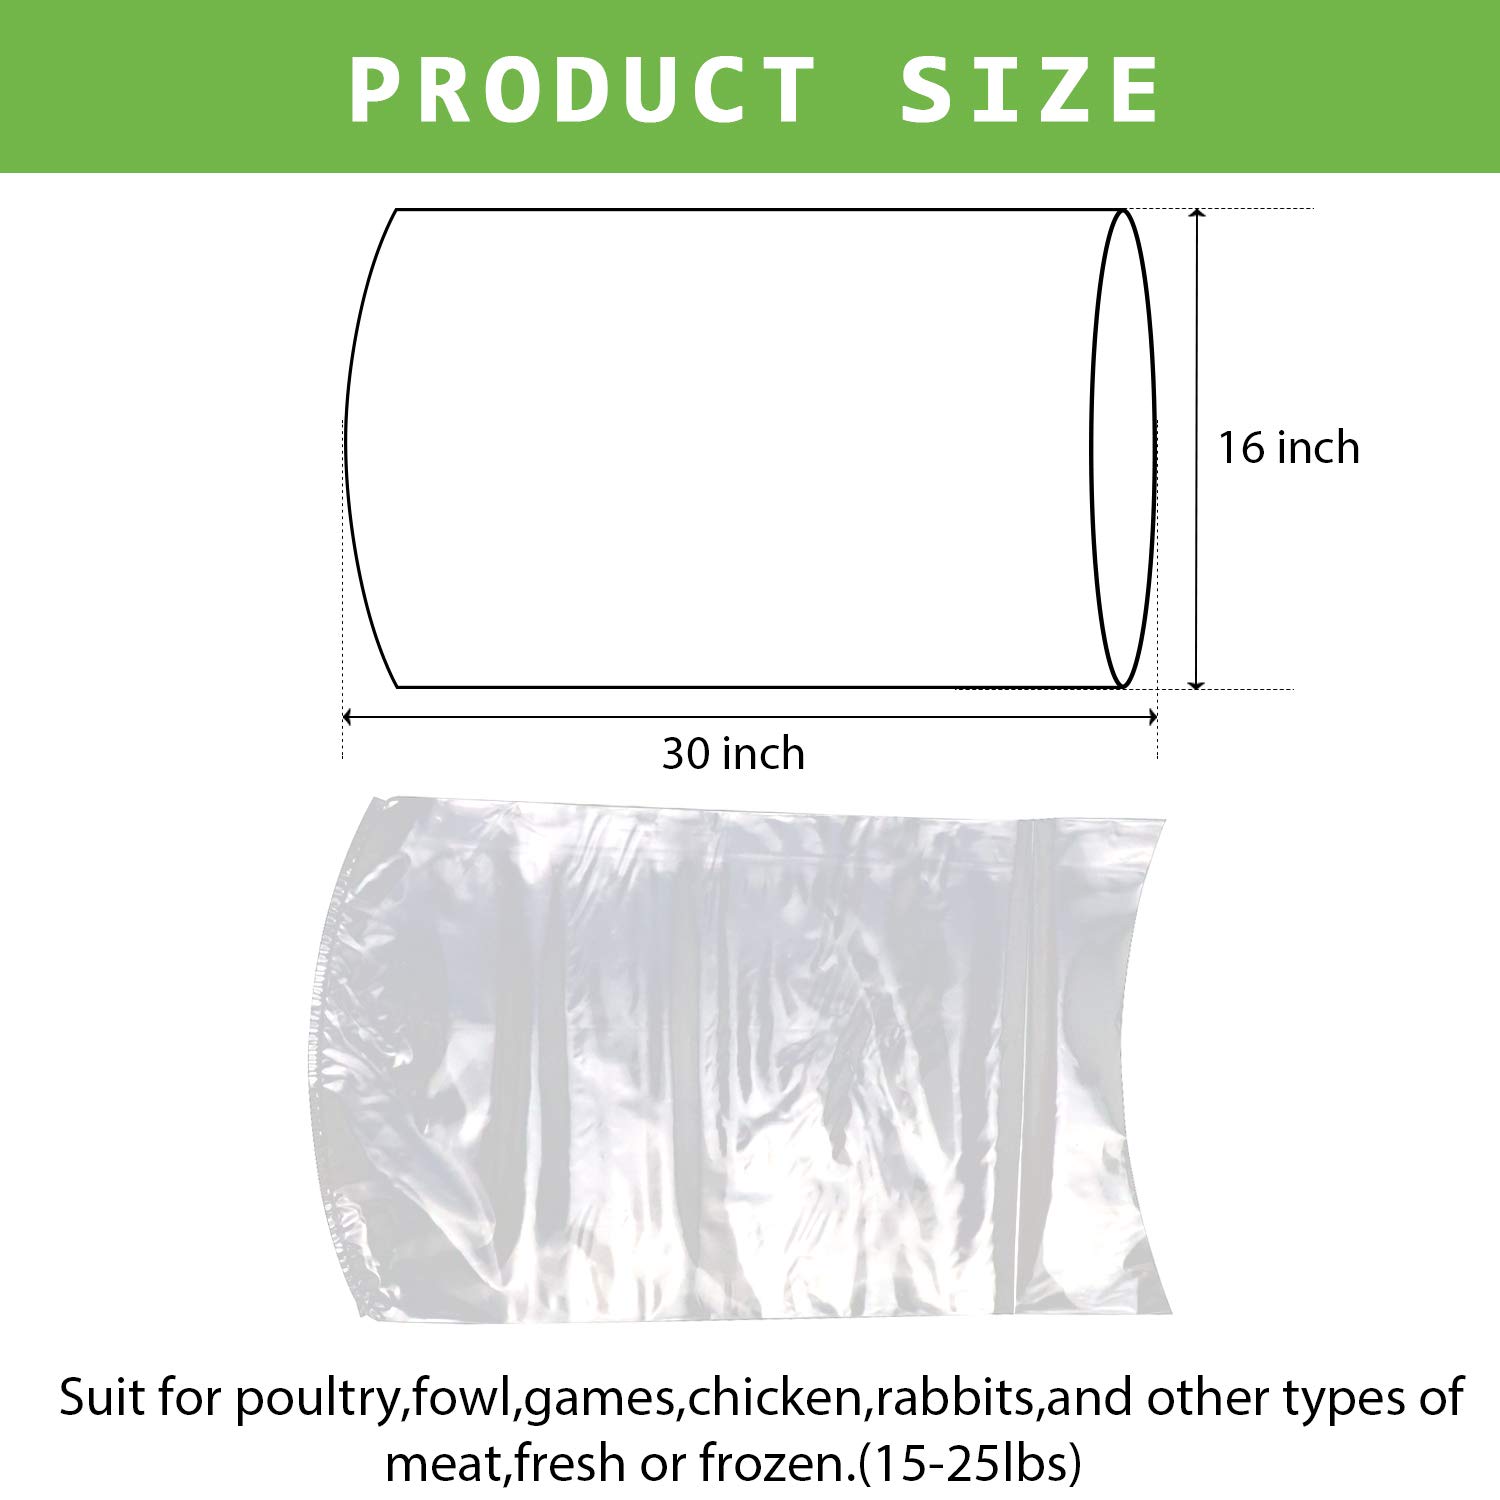 PRODUCT SIZE
16 inch
30 inch
Suit for poultry,fowl,games,chicken,rabbits,and other types of
meat,fresh or frozen.(15-25lbs)